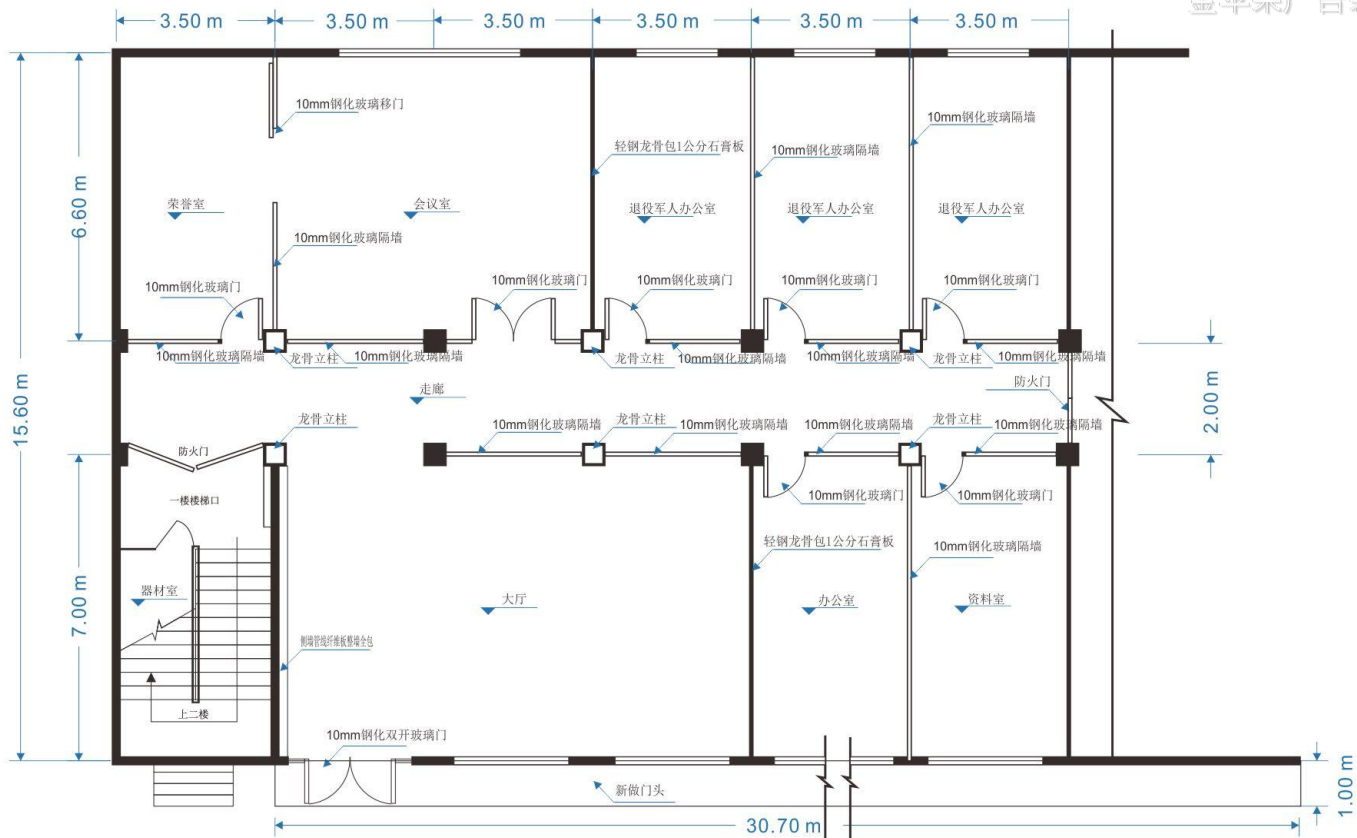 金苹果广告
3.50 m
3.50 m
3.50 m
3.50 m
3.50 m
3.50 m
10mm钢化玻璃移门
10mm钢化玻璃隔墙
轻钢龙骨包1公分石膏板
10mm钢化玻璃隔墙
6.60 m
荣誉室
会议室
退役军人办公室
退役军人办公室
退役军人办公室
10mm钢化玻璃隔墙
10mm钢化玻璃门
10mm钢化玻璃门
10mm钢化玻璃门
10mm钢化玻璃门
10mm钢化玻璃门
10mm钢化玻璃隔墙
龙骨立柱
10mm钢化玻璃隔墙
龙骨立柱
10mm钢化玻璃隔墙
10mm钢化玻璃隔墙
龙骨立柱
10mm钢化玻璃隔墙
走廊
防火门
15.60 m
2.00 m
龙骨立柱
10mm钢化玻璃隔墙
龙骨立柱
10mm钢化玻璃隔墙
10mm钢化玻璃隔墙
龙骨立柱
10mm钢化玻璃隔墙
防火门
一楼楼梯口
10mm钢化玻璃门
10mm钢化玻璃门
轻钢龙骨包1公分石膏板
10mm钢化玻璃隔墙
7.00 m
器材室
大厅
办公室
资料室
侧墙管线纤维板整墙全包
上二楼
10mm钢化双开玻璃门
新做门头
1.00 m
30.70 m